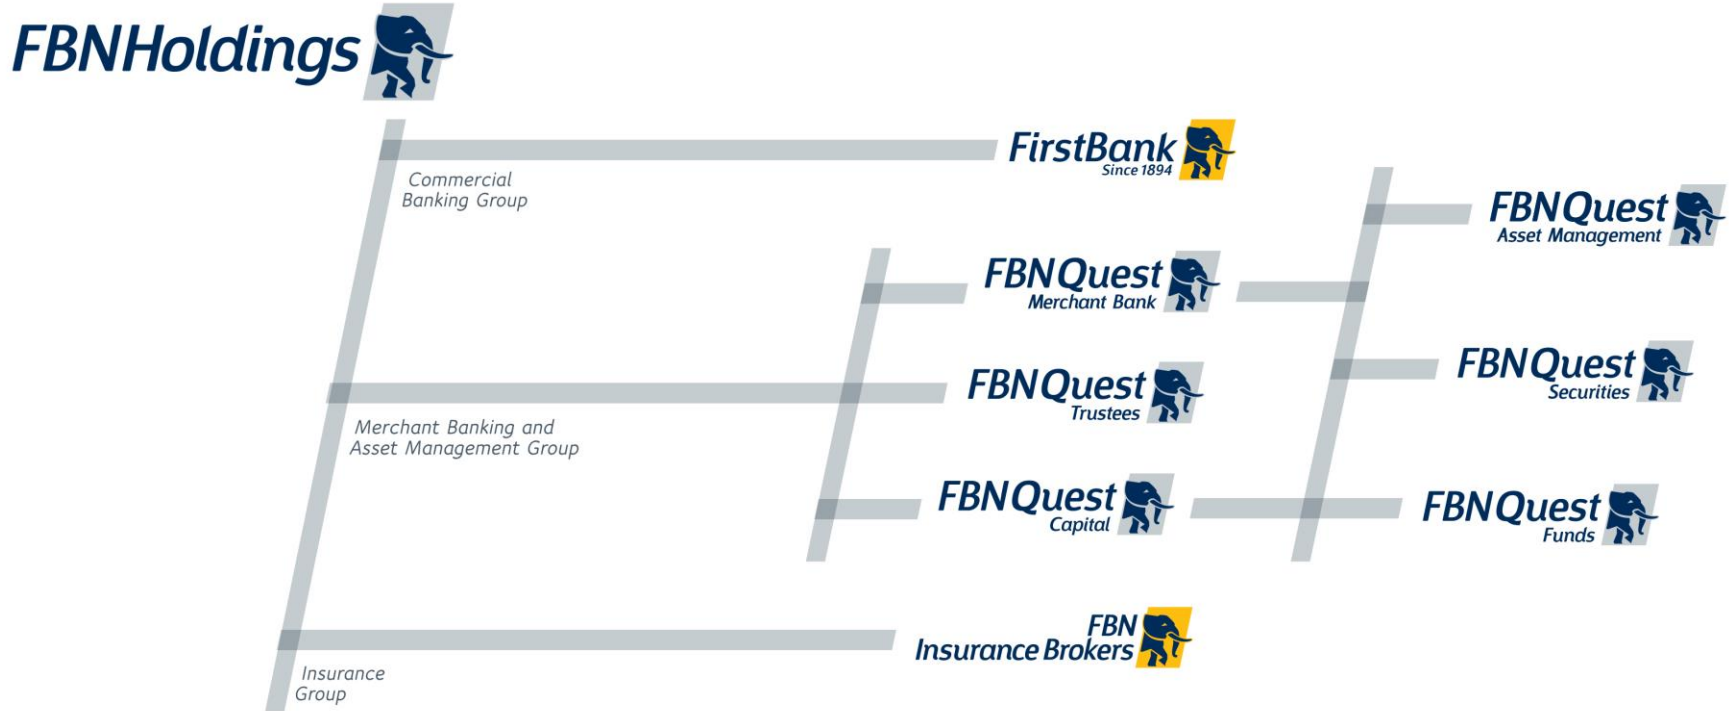 FBNHoldings
FirstBank
Since 1894
Commercial
Banking Group
FBNQuest
Asset Management
FBNQuest
Merchant Bank
FBNQuest
Securities
FBNQuest
Trustees
Merchant Banking and
Asset Management Group
FBNQuest
Capital
FBNQuest
Funds
FBN
Insurance Brokers
Insurance
Group